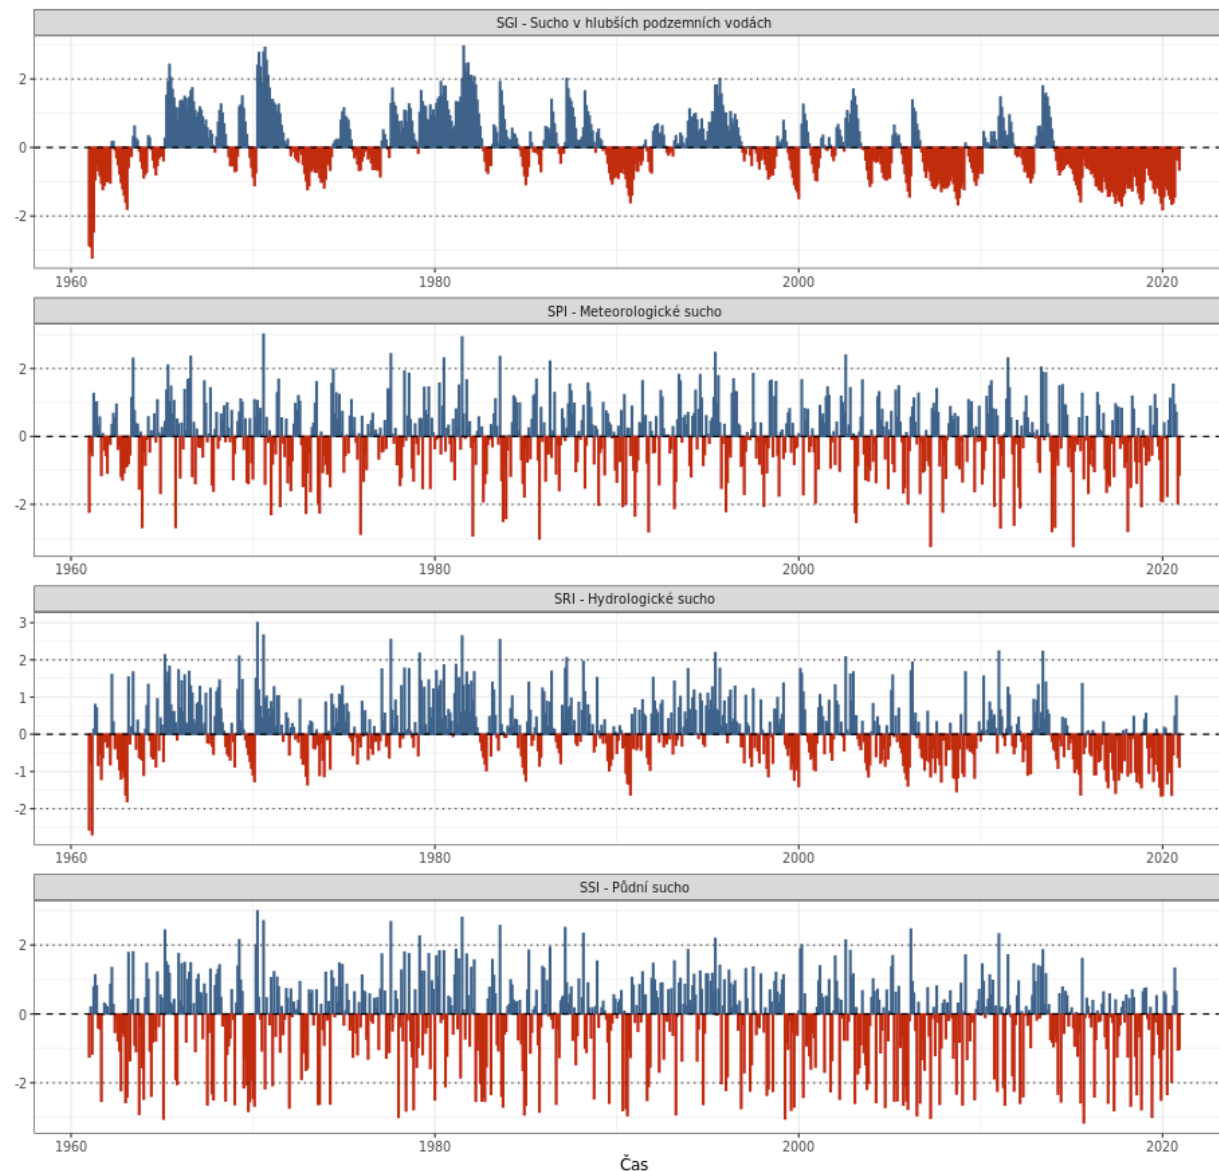 SGI - Sucho v hlubších podzemních vodách
2
0
-2
1960 1980 2000 2020
SPI - Meteorologické sucho
2
0
-2
1960 1980 2000 2020
SRI - Hydrologické sucho
3
2
1
0
-1
-2
1960 1980 2000 2020
SSI - Půdní sucho
2
0
-2
1960 1980 2000 2020
Čas